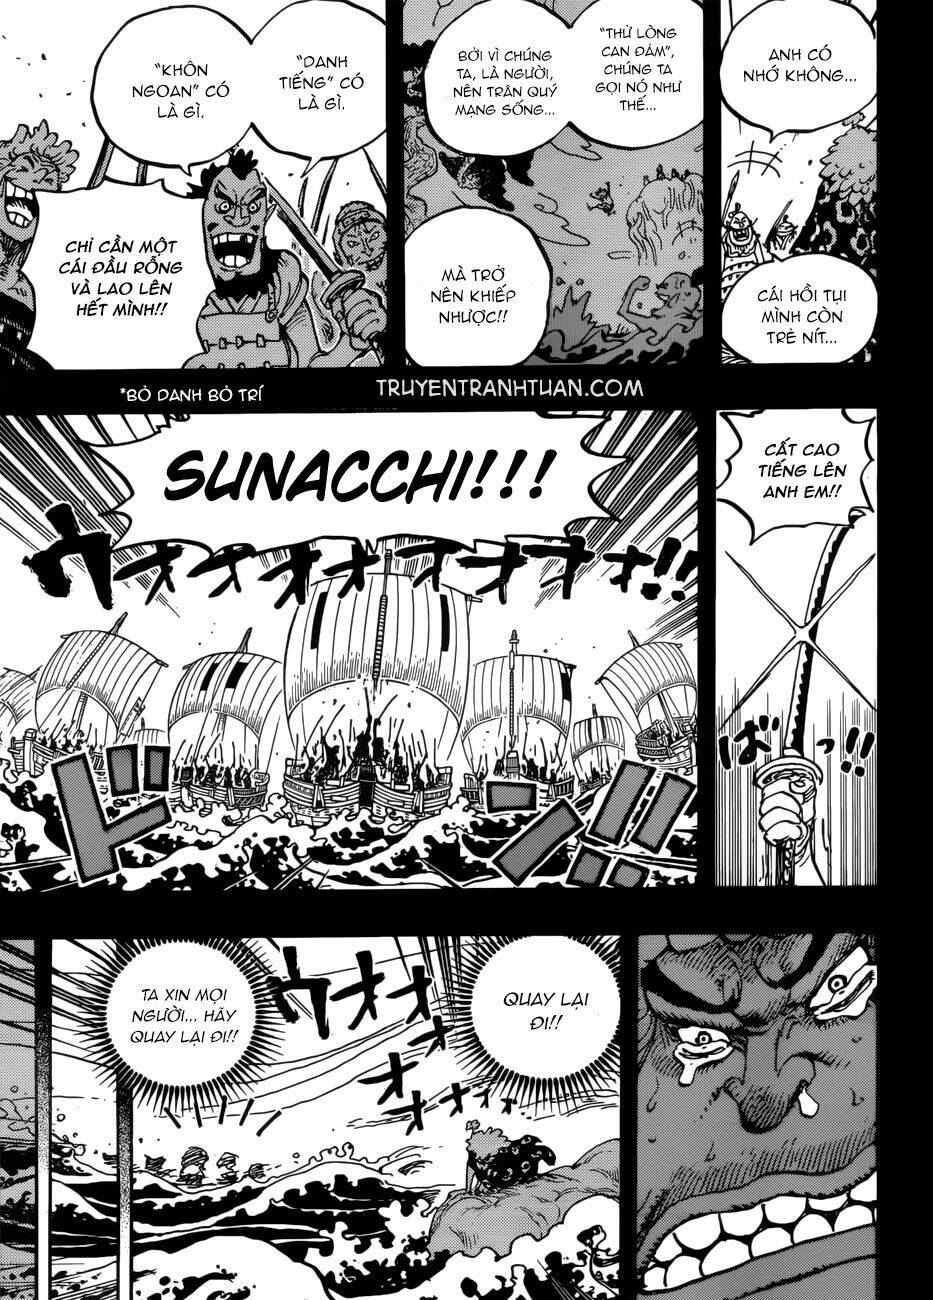 ANH CÓ
NHỚ KHÔNG...
CÁI HỒI TỤI
MÌNH CÒN
TRẺ NÍT...
"THỬ LÒNG
CAN ĐẢM",
CHÚNG TA
GỌI NÓ NHƯ
THẾ...
BỞI VÌ CHÚNG
TA, LÀ NGƯỜI,
NÊN TRÂN QUÝ
MẠNG SỐNG...
MÀ TRỞ
NÊN KHIẾP
NHƯỢC!!
"DANH
TIẾNG" CÓ
LÀ GÌ.
"KHÔN
NGOAN" CÓ
LÀ GÌ.
CHỈ CẦN MỘT
CÁI ĐẦU RỖNG
VÀ LAO LÊN
HẾT MÌNH!!
*BỎ DANH BỎ TRÍ
TRUYENTRANHTUAN.COM
CẤT CAO
TIẾNG LÊN
ANH EM!!
ばっ!!
SUNACCHI!!!
ウオオオオオオオオ!!
ドドド
QUAY LẠI
ĐI!!
TA XIN MỌI
NGƯỜI... HÃY
QUAY LẠI ĐI!!
ウオオオオオ